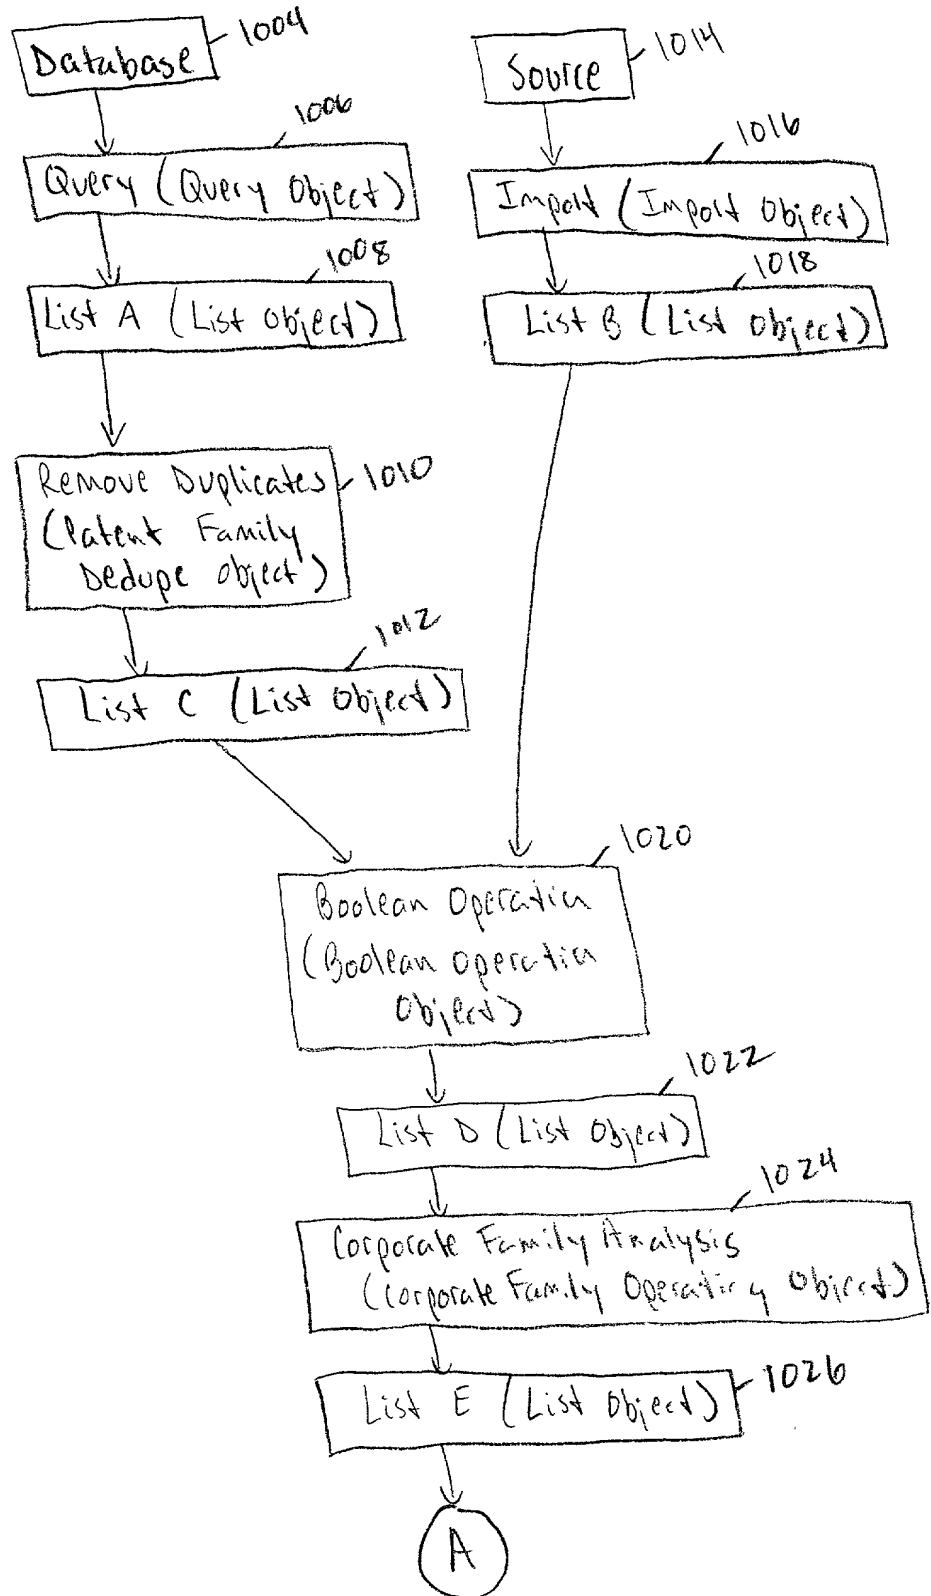 Database
1004
Source
1014
1006
Query (Query Object)
1016
Import (Import Object)
1008
List A (List Object)
1018
List B (List Object)
Remove Duplicates
(Patent Family
Dedupe Object)
1010
1012
List C (List Object)
1020
Boolean Operation
(Boolean Operation
Object)
1022
List D (List Object)
1024
Corporate Family Analysis
(Corporate Family Operating Object)
List E (List Object)
1026
A